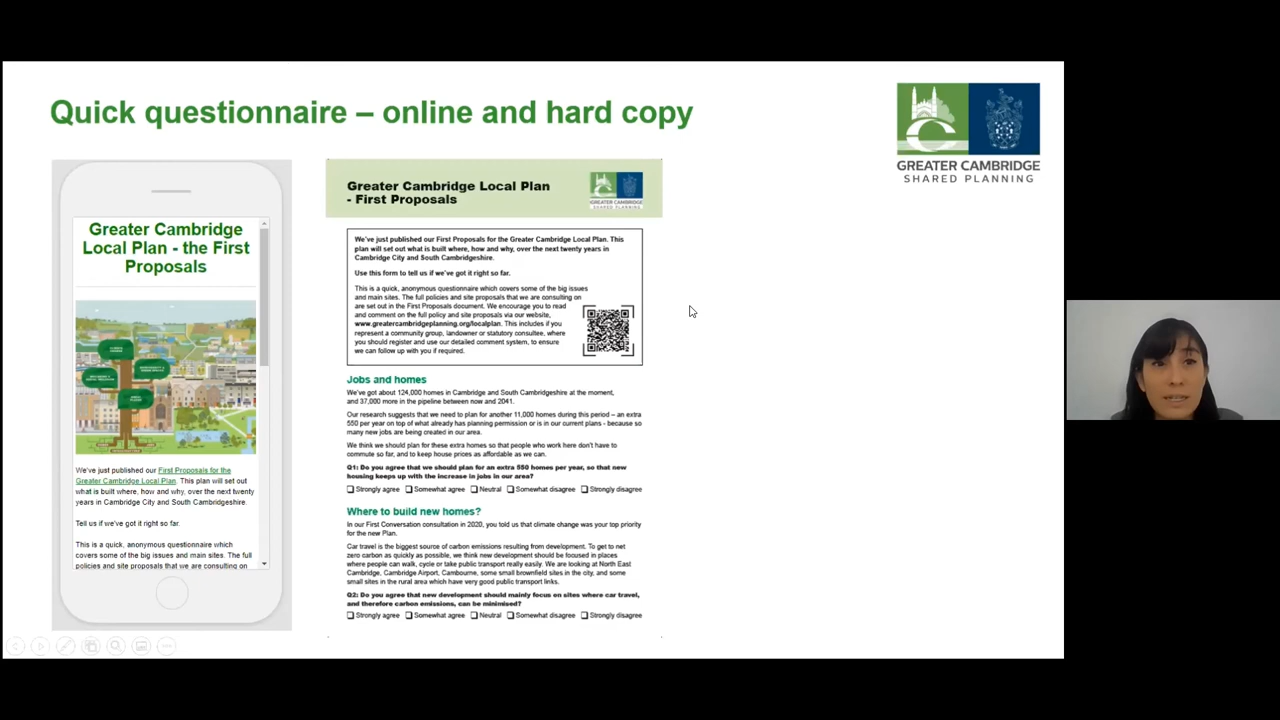 Quick questionnaire – online and hard copy
GREATER CAMBRIDGE
SHARED PLANNING
Greater Cambridge
Local Plan - the First
Proposals
We've just published our First Proposals for the
Greater Cambridge Local Plan. This plan will set out
what is built where, how and why, over the next twenty
years in Cambridge City and South Cambridgeshire.
Tell us if we've got it right so far.
This is a quick, anonymous questionnaire which
covers some of the big issues and main sites. The full
policies and site proposals that we are consulting on
Greater Cambridge Local Plan
- First Proposals
GREATER CAMBRIDGE
SHARED PLANNING
We've just published our First Proposals for the Greater Cambridge Local Plan. This
plan will set out what is built where, how and why, over the next twenty years in
Cambridge City and South Cambridgeshire.
Use this form to tell us if we've got it right so far.
This is a quick, anonymous questionnaire which covers some of the big issues
and main sites. The full policies and site proposals that we are consulting on
are set out in the First Proposals document. We encourage you to read
and comment on the full policy and site proposals via our website,
www.greatercambridgeplanning.org/localplan. This includes if you
represent a community group, landowner or statutory consultee, where
you should register and use our detailed comment system, to ensure
we can follow up with you if required.
Jobs and homes
We've got about 124,000 homes in Cambridge and South Cambridgeshire at the moment,
and 37,000 more in the pipeline between now and 2041.
Our research suggests that we need to plan for another 11,000 homes during this period – an extra
550 per year on top of what already has planning permission or is in our current plans - because so
many new jobs are being created in our area.
We think we should plan for these extra homes so that people who work here don't have to
commute so far, and to keep house prices as affordable as we can.
Q1: Do you agree that we should plan for an extra 550 homes per year, so that new
housing keeps up with the increase in jobs in our area?
Strongly agree Somewhat agree Neutral Somewhat disagree Strongly disagree
Where to build new homes?
In our First Conversation consultation in 2020, you told us that climate change was your top priority
for the new Plan.
Car travel is the biggest source of carbon emissions resulting from development. To get to net
zero carbon as quickly as possible, we think new development should be focused in places
where people can walk, cycle or take public transport really easily. We are looking at North East
Cambridge, Cambridge Airport, Cambourne, some small brownfield sites in the city, and some
small sites in the rural area which have very good public transport links.
Q2: Do you agree that new development should mainly focus on sites where car travel,
and therefore carbon emissions, can be minimised?
Strongly agree Somewhat agree Neutral Somewhat disagree Strongly disagree